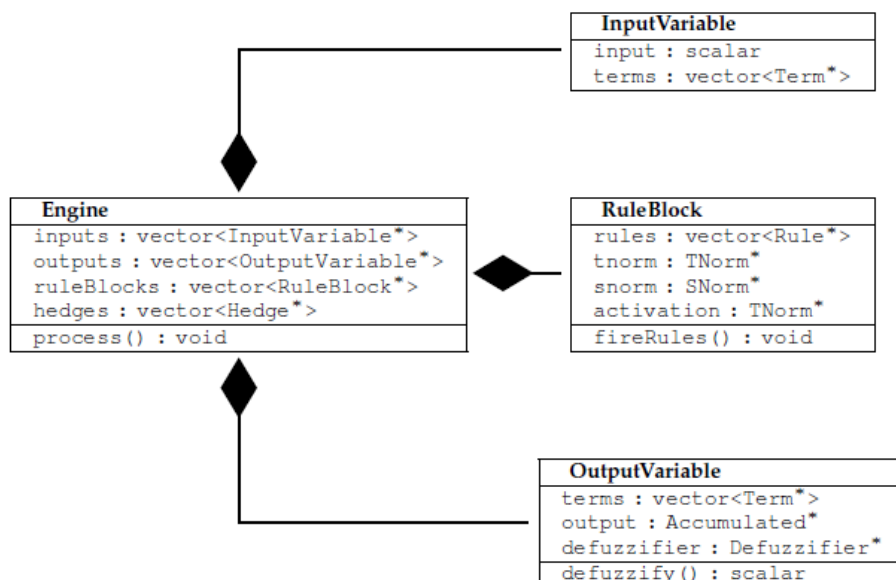 InputVariable
input : scalar
terms : vector<Term*>
Engine
inputs : vector<InputVariable*>
outputs : vector<OutputVariable*>
ruleBlocks : vector<RuleBlock*>
hedges : vector<Hedge*>
process() : void
RuleBlock
rules : vector<Rule*>
tnorm : TNorm*
snorm : SNorm*
activation : TNorm*
fireRules() : void
OutputVariable
terms : vector<Term*>
output : Accumulated*
defuzzifier : Defuzzifier*
defuzzify() : scalar